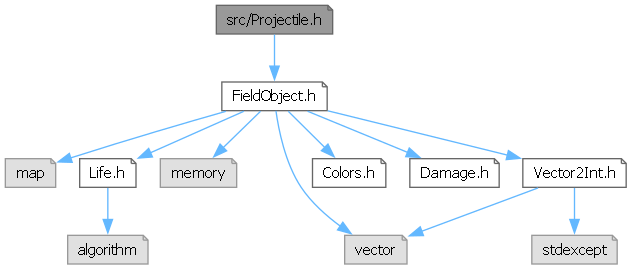 src/Projectile.h
FieldObject.h
map
Life.h
memory
Colors.h
Damage.h
Vector2Int.h
algorithm
vector
stdexcept